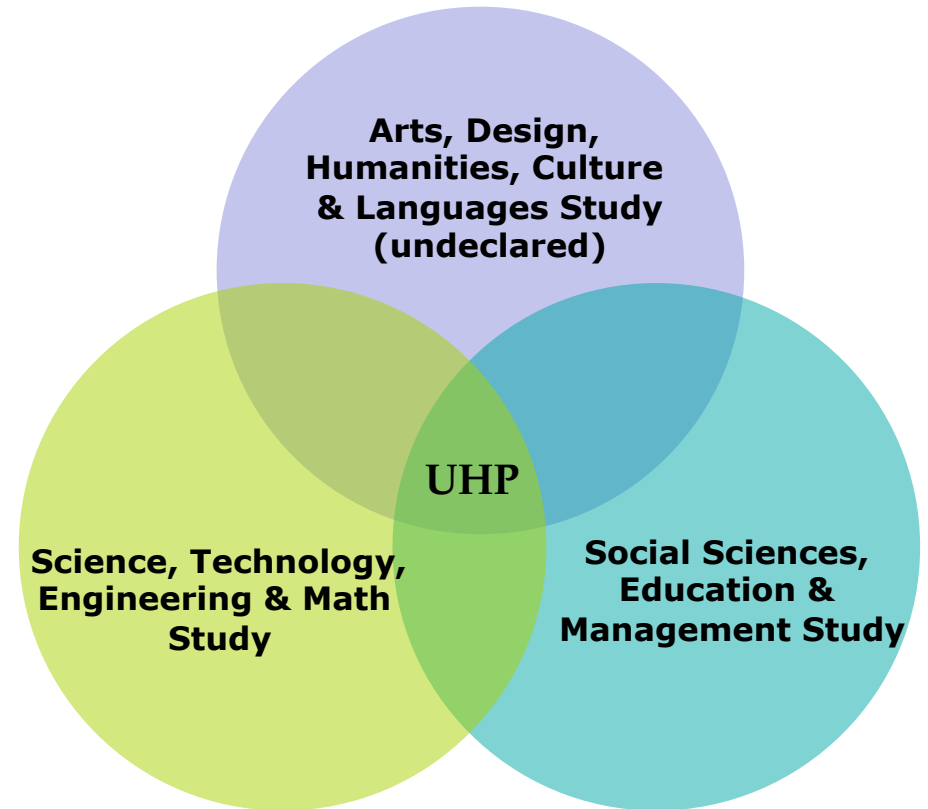 Arts, Design,
Humanities, Culture
& Languages Study
(undeclared)
UHP
Science, Technology,
Engineering & Math
Study
Social Sciences,
Education &
Management Study